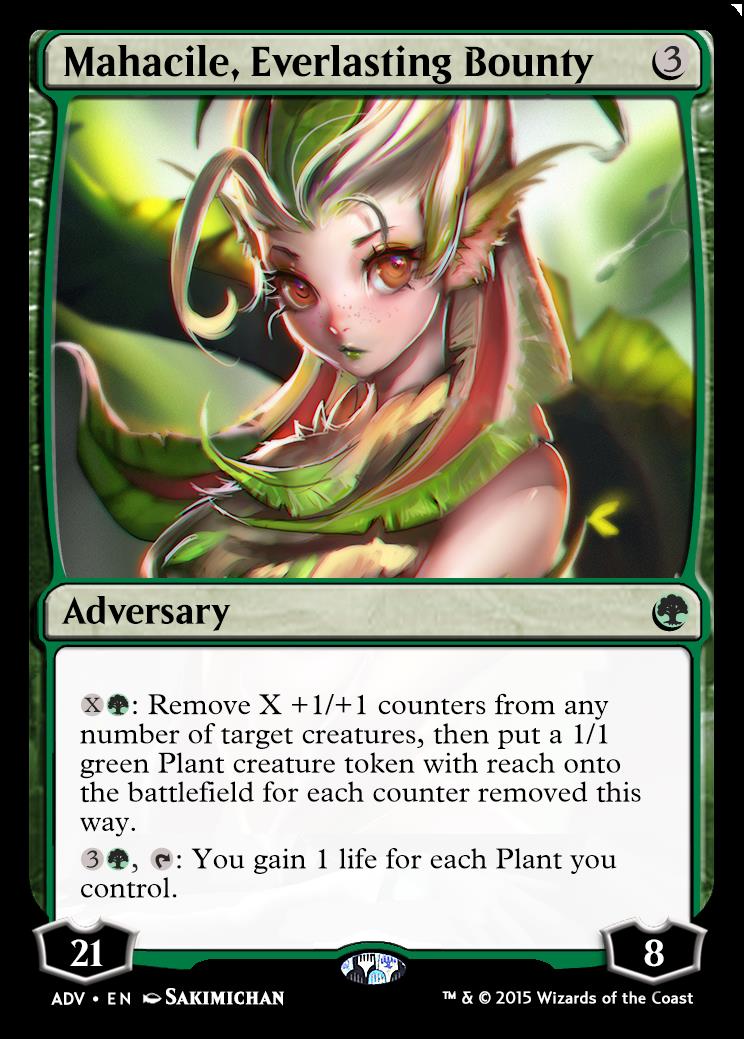 Mahacile, Everlasting Bounty 3
Adversary
X: Remove X +1/+1 counters from any
number of target creatures, then put a 1/1
green Plant creature token with reach onto
the battlefield for each counter removed this
way.
3, : You gain 1 life for each Plant you
control.
21
8
ADV • EN SAKIMICHAN
™ & © 2015 Wizards of the Coast